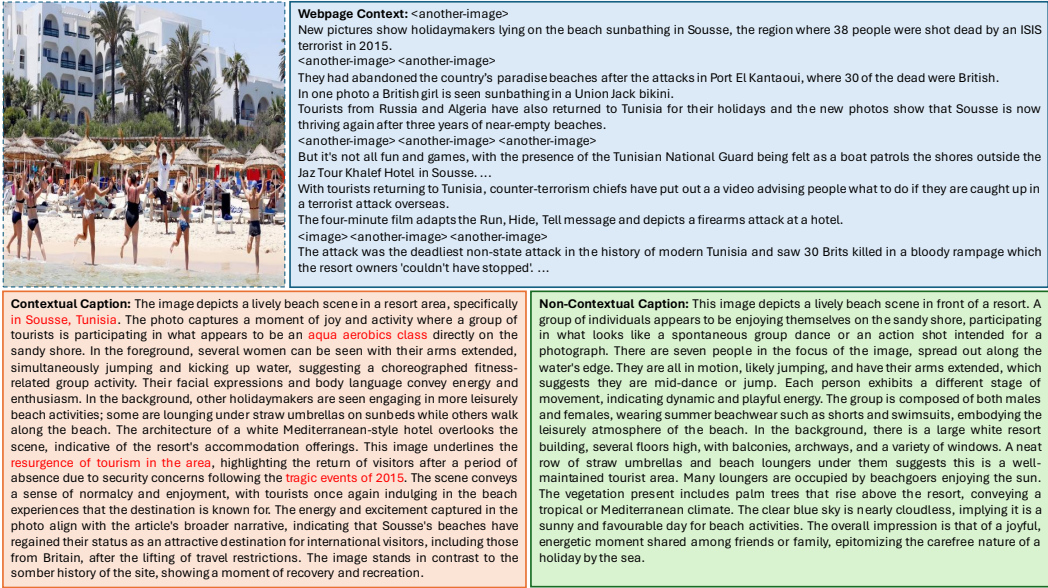 Webpage Context: <another-image>
New pictures show holidaymakers lying on the beach sunbathing in Sousse, the region where 38 people were shot dead by an ISIS
terrorist in 2015.
<another-image> <another-image>
They had abandoned the country's paradise beaches after the attacks in Port El Kantaoui, where 30 of the dead were British.
In one photo a British girl is seen sunbathing in a Union Jack bikini.
Tourists from Russia and Algeria have also returned to Tunisia for their holidays and the new photos show that Sousse is now
thriving again after three years of near-empty beaches.
<another-image> <another-image> <another-image>
But it's not all fun and games, with the presence of the Tunisian National Guard being felt as a boat patrols the shores outside the
Jaz Tour Khalef Hotel in Sousse. ...
With tourists returning to Tunisia, counter-terrorism chiefs have put out a a video advising people what to do if they are caught up in
a terrorist attack overseas.
The four-minute film adapts the Run, Hide, Tell message and depicts a firearms attack at a hotel.
<image> <another-image> <another-image>
The attack was the deadliest non-state attack in the history of modern Tunisia and saw 30 Brits killed in a bloody rampage which
the resort owners 'couldn't have stopped'. ...
Contextual Caption: The image depicts a lively beach scene in a resort area, specifically
in Sousse, Tunisia. The photo captures a moment of joy and activity where a group of
tourists is participating in what appears to be an aqua aerobics class directly on the
sandy shore. In the foreground, several women can be seen with their arms extended,
simultaneously jumping and kicking up water, suggesting a choreographed fitness-
related group activity. Their facial expressions and body language convey energy and
enthusiasm. In the background, other holidaymakers are seen engaging in more leisurely
beach activities; some are lounging under straw umbrellas on sunbeds while others walk
along the beach. The architecture of a white Mediterranean-style hotel overlooks the
scene, indicative of the resort's accommodation offerings. This image underlines the
resurgence of tourism in the area, highlighting the return of visitors after a period of
absence due to security concerns following the tragic events of 2015. The scene conveys
a sense of normalcy and enjoyment, with tourists once again indulging in the beach
experiences that the destination is known for. The energy and excitement captured in the
photo align with the article's broader narrative, indicating that Sousse's beaches have
regained their status as an attractive destination for international visitors, including those
from Britain, after the lifting of travel restrictions. The image stands in contrast to the
somber history of the site, showing a moment of recovery and recreation.
Non-Contextual Caption: This image depicts a lively beach scene in front of a resort. A
group of individuals appears to be enjoying themselves on the sandy shore, participating
in what looks like a spontaneous group dance or an action shot intended for a
photograph. There are seven people in the focus of the image, spread out along the
water's edge. They are all in motion, likely jumping, and have their arms extended, which
suggests they are mid-dance or jump. Each person exhibits a different stage of
movement, indicating dynamic and playful energy. The group is composed of both males
and females, wearing summer beachwear such as shorts and swimsuits, embodying the
leisurely atmosphere of the beach. In the background, there is a large white resort
building, several floors high, with balconies, archways, and a variety of windows. A neat
row of straw umbrellas and beach loungers under them suggests this is a well-
maintained tourist area. Many loungers are occupied by beachgoers enjoying the sun.
The vegetation present includes palm trees that rise above the resort, conveying a
tropical or Mediterranean climate. The clear blue sky is nearly cloudless, implying it is a
sunny and favourable day for beach activities. The overall impression is that of a joyful,
energetic moment shared among friends or family, epitomizing the carefree nature of a
holiday by the sea.